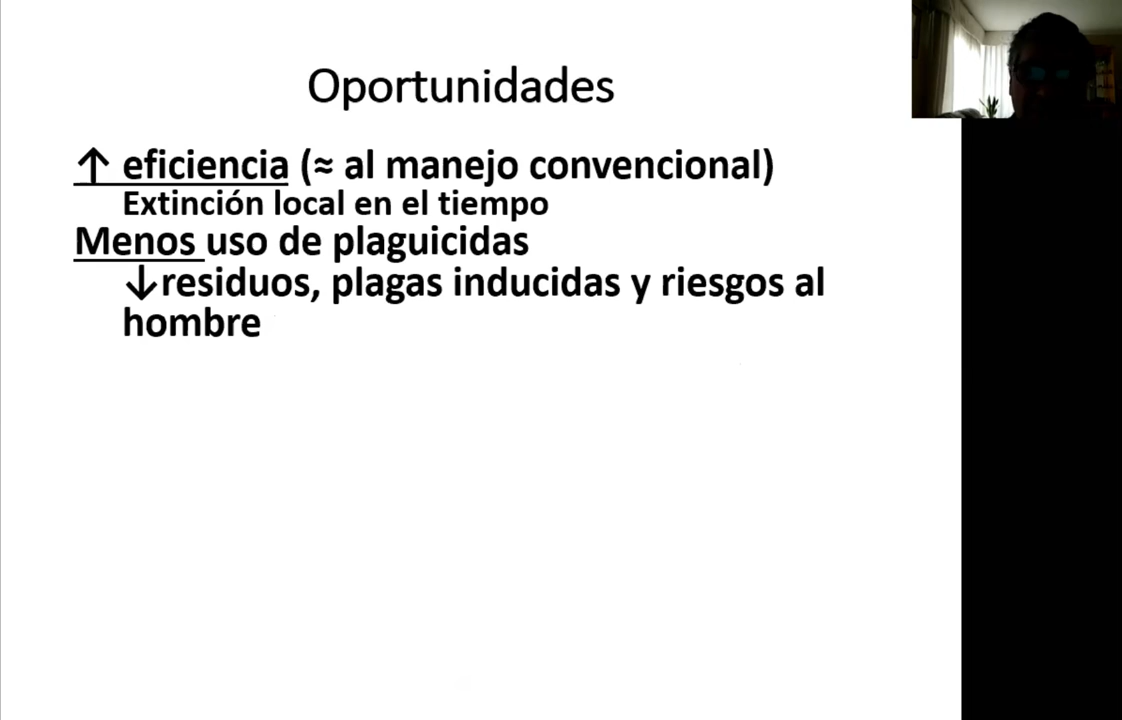 Oportunidades
↑ eficiencia (≈ al manejo convencional)
Extinción local en el tiempo
Menos uso de plaguicidas
↓residuos, plagas inducidas y riesgos al
hombre